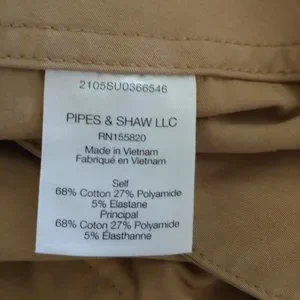 2105SU0366546
PIPES & SHAW LLC
RN155820
Made in Vietnam
Fabriqué en Vietnam
Self
68% Cotton 27% Polyamide
5% Elastane
Principal
68% Coton 27% Polyamide
5% Élasthanne